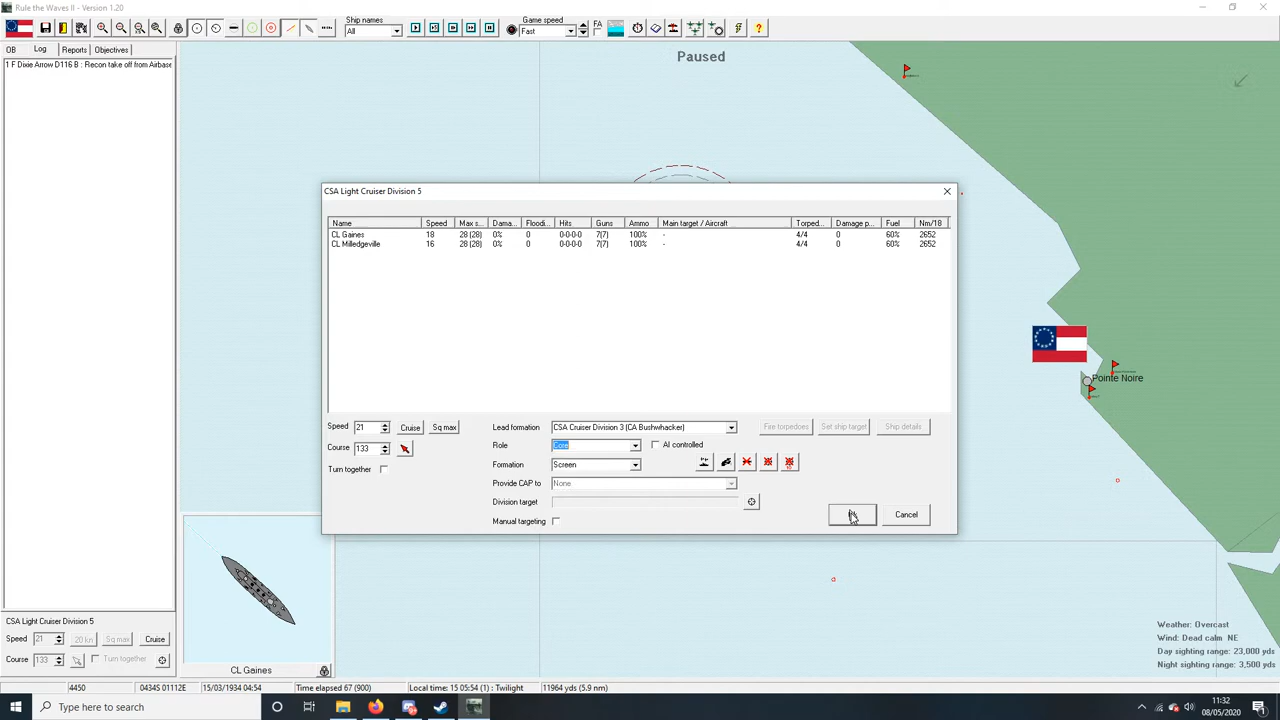 Rule the Waves II - Version 1.20
Ship names
All
Game speed
Fast
FA
OB Log Reports Objectives
1 F Dixie Arrow D116 B : Recon take off from Airbase
Paused
CSA Light Cruiser Division 5
Name Speed Max s... Dama... Floodi... Hits Guns Ammo Main target / Aircraft Torped... Damage p... Fuel Nm/18
CL Gaines 18 28 (28) 0% 0 0-0-0-0 7(7) 100% - 4/4 0 60% 2652
CL Milledgeville 16 28 (28) 0% 0 0-0-0-0 7(7) 100% - 4/4 0 60% 2652
Speed 21 Cruise Sq max
Course 133
Turn together
Lead formation CSA Cruiser Division 3 (CA Bushwhacker)
Fire torpedoes Set ship target Ship details
Role Core AI controlled
Formation Screen
Provide CAP to None
Division target
Manual targeting
Cancel
Pointe Noire
CSA Light Cruiser Division 5
Speed 21 20 kn Sq max Cruise
Course 133 Turn together
CL Gaines
Weather: Overcast
Wind: Dead calm NE
Day sighting range: 23,000 yds
Night sighting range: 3,500 yds
4450 0434S 01112E 15/03/1934 04:54 Time elapsed 67 (900) Local time: 15 05:54 (1) : Twilight 11964 yds (5.9 nm)
Type here to search
11:32
08/05/2020